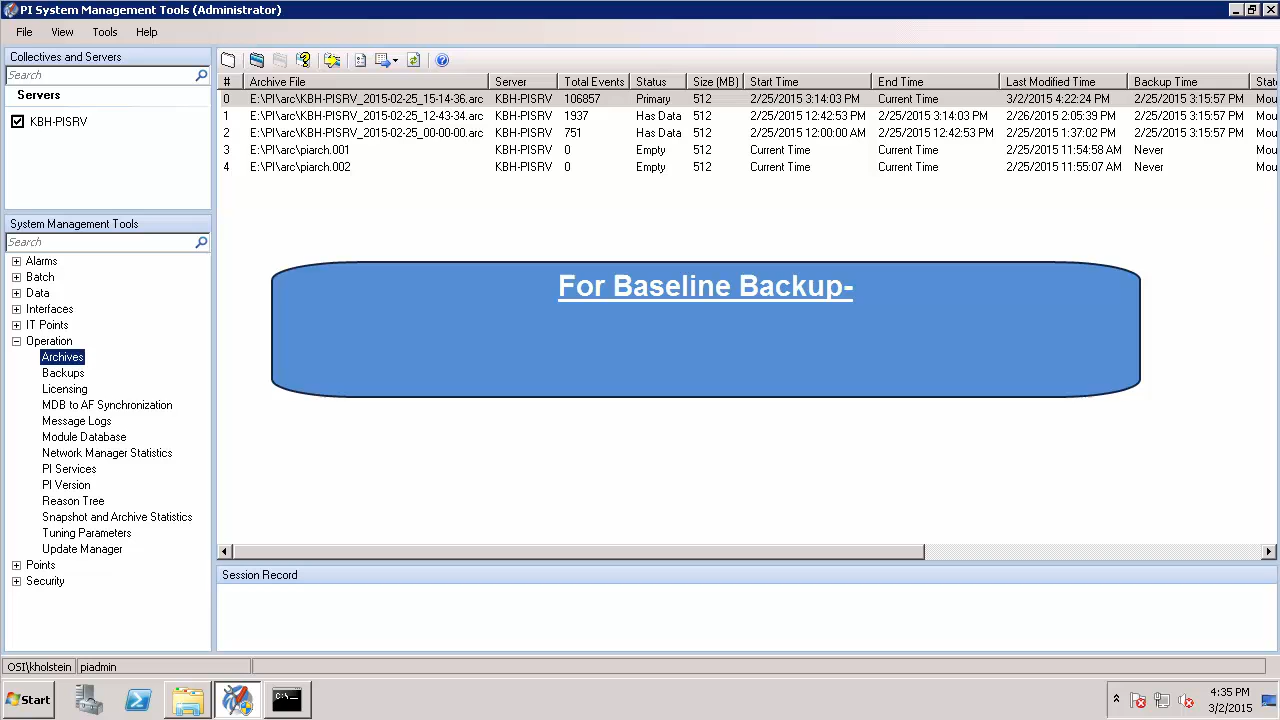 PI System Management Tools (Administrator)
File View Tools Help
Collectives and Servers
Search
Servers
KBH-PISRV
System Management Tools
Search
Alarms
Batch
Data
Interfaces
IT Points
Operation
Archives
Backups
Licensing
MDB to AF Synchronization
Message Logs
Module Database
Network Manager Statistics
PI Services
PI Version
Reason Tree
Snapshot and Archive Statistics
Tuning Parameters
Update Manager
Points
Security
# Archive File Server Total Events Status Size (MB) Start Time End Time Last Modified Time Backup Time Stat
0 E:\PI\arc\KBH-PISRV_2015-02-25_15-14-36.arc KBH-PISRV 106857 Primary 512 2/25/2015 3:14:03 PM Current Time 3/2/2015 4:22:24 PM 2/25/2015 3:15:57 PM Mou
1 E:\PI\arc\KBH-PISRV_2015-02-25_12-43-34.arc KBH-PISRV 1937 Has Data 512 2/25/2015 12:42:53 PM 2/25/2015 3:14:03 PM 2/26/2015 2:05:39 PM 2/25/2015 3:15:57 PM Mou
2 E:\PI\arc\KBH-PISRV_2015-02-25_00-00-00.arc KBH-PISRV 751 Has Data 512 2/25/2015 12:00:00 AM 2/25/2015 12:42:53 PM 2/25/2015 1:37:02 PM 2/25/2015 3:15:57 PM Mou
3 E:\PI\arc\piarch.001 KBH-PISRV 0 Empty 512 Current Time Current Time 2/25/2015 11:54:58 AM Never Mou
4 E:\PI\arc\piarch.002 KBH-PISRV 0 Empty 512 Current Time Current Time 2/25/2015 11:55:07 AM Never Mou
For Baseline Backup-
Session Record
OSI\kholstein piadmin
Start
C:\
4:35 PM
3/2/2015